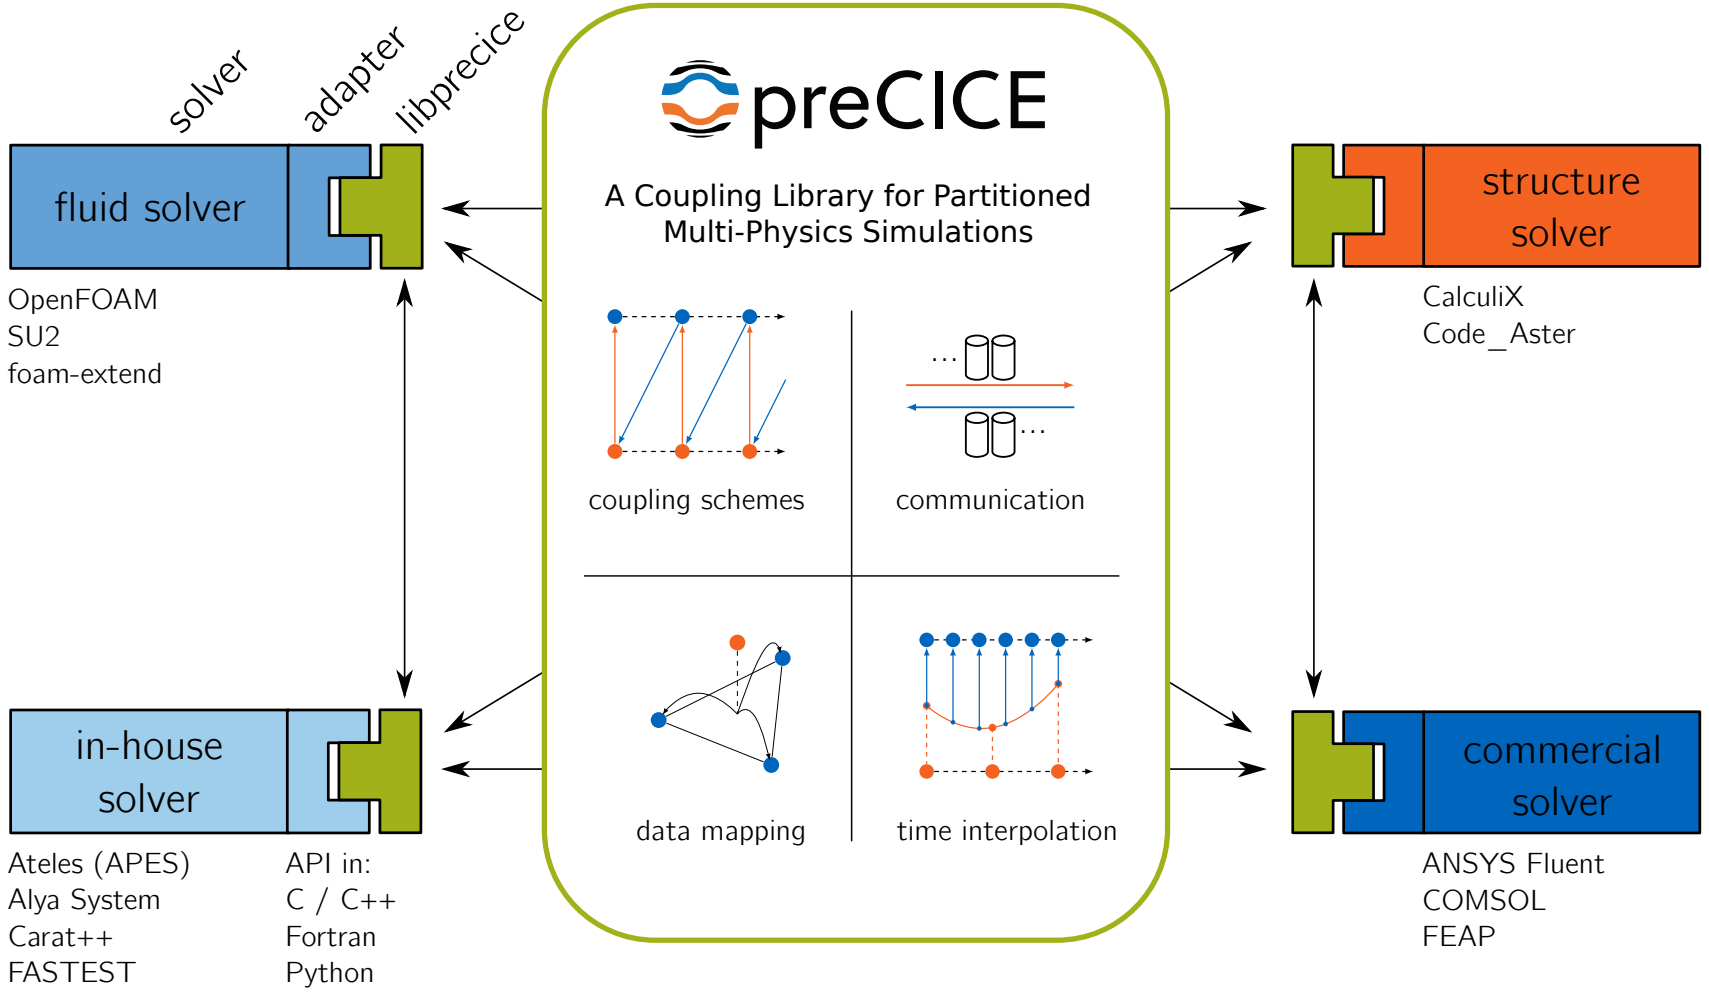 solver
adapter
libprecice
preCICE
A Coupling Library for Partitioned
Multi-Physics Simulations
fluid solver
OpenFOAM
SU2
foam-extend
structure
solver
CalculiX
Code_Aster
...
...
coupling schemes
communication
data mapping
time interpolation
in-house
solver
Ateles (APES)
Alya System
Carat++
FASTEST
API in:
C / C++
Fortran
Python
commercial
solver
ANSYS Fluent
COMSOL
FEAP